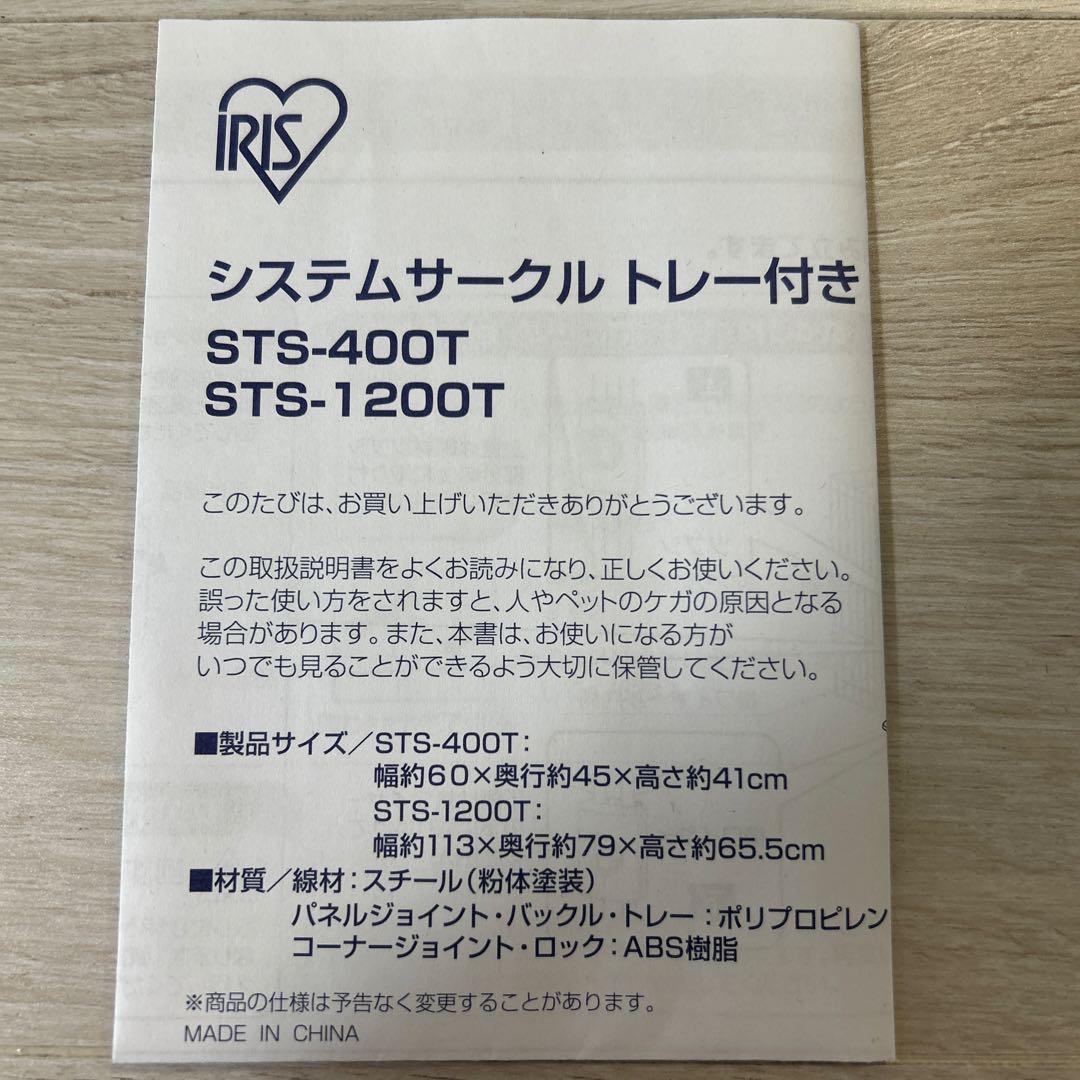 IRIS
システムサークル トレー付き
STS-400T
STS-1200T
このたびは、お買い上げいただきありがとうございます。
この取扱説明書をよくお読みになり、正しくお使いください。
誤った使い方をされますと、人やペットのケガの原因となる
場合があります。また、本書は、お使いになる方が
いつでも見ることができるよう大切に保管してください。
■製品サイズ／STS-400T：
幅約60×奥行約45×高さ約41cm
STS-1200T：
幅約113×奥行約79×高さ約65.5cm
■材質／線材：スチール（粉体塗装）
パネルジョイント・バックル・トレー：ポリプロピレン
コーナージョイント・ロック：ABS樹脂
※商品の仕様は予告なく変更することがあります。
MADE IN CHINA